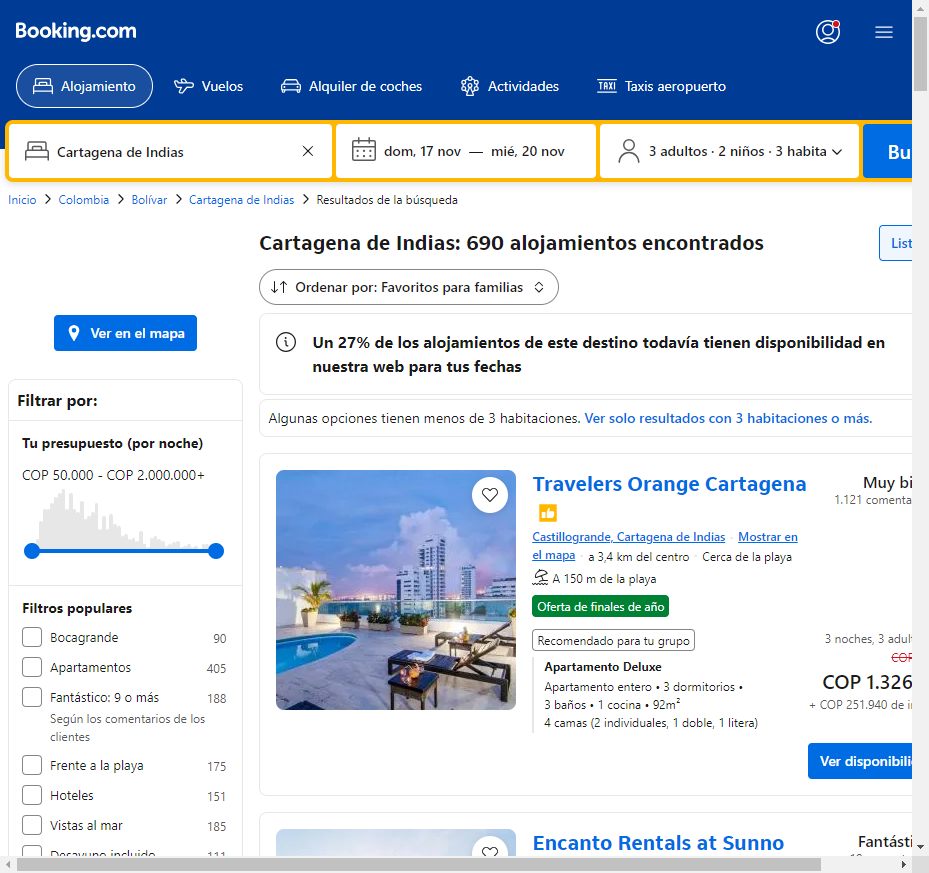 Booking.com
Alojamiento
Vuelos
Alquiler de coches
Actividades
TAXI Taxis aeropuerto
Cartagena de Indias
dom, 17 nov — mié, 20 nov
3 adultos · 2 niños · 3 habita
Bu
Inicio
Colombia
Bolívar
Cartagena de Indias
Resultados de la búsqueda
Cartagena de Indias: 690 alojamientos encontrados
List
Ordenar por: Favoritos para familias
Ver en el mapa
Un 27% de los alojamientos de este destino todavía tienen disponibilidad en
nuestra web para tus fechas
Algunas opciones tienen menos de 3 habitaciones. Ver solo resultados con 3 habitaciones o más.
Filtrar por:
Tu presupuesto (por noche)
COP 50.000 - COP 2.000.000+
Filtros populares
Bocagrande 90
Apartamentos 405
Fantástico: 9 o más 188
Según los comentarios de los
clientes
Frente a la playa 175
Hoteles 151
Vistas al mar 185
Desayuno incluido
Travelers Orange Cartagena
Muy bi
1.121 comenta
Castillogrande, Cartagena de Indias · Mostrar en
el mapa · a 3,4 km del centro · Cerca de la playa
A 150 m de la playa
Oferta de finales de año
Recomendado para tu grupo
Apartamento Deluxe
Apartamento entero • 3 dormitorios •
3 baños • 1 cocina • 92m²
4 camas (2 individuales, 1 doble, 1 litera)
3 noches, 3 adult
COP
COP 1.326
+ COP 251.940 de i
Ver disponibili
Encanto Rentals at Sunno
Fantásti